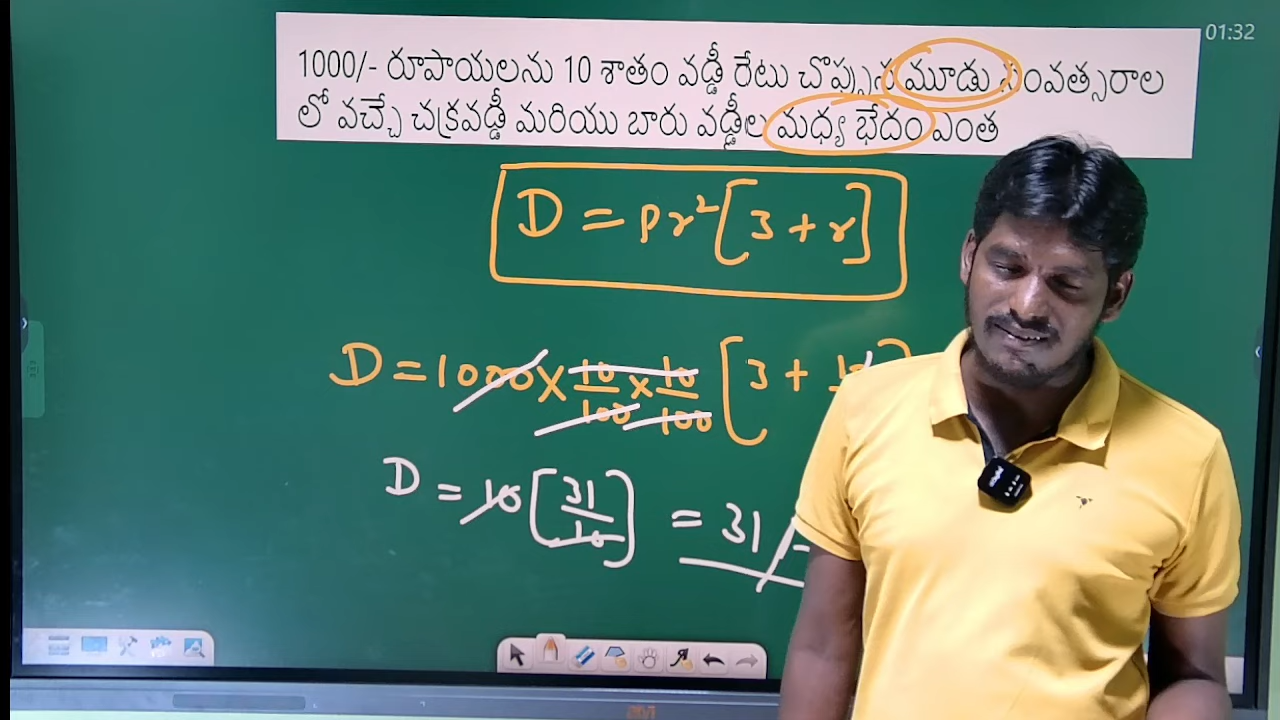 01:32
1000/- రూపాయలను 10 శాతం వడ్డీ రేటు చొప్పున మూడు సంవత్సరాల
లో వచ్చే చక్రవడ్డీ మరియు బారు వడ్డీల మధ్య భేదం ఎంత
D = Pr² [3 + r]
D = 1000 × 10/100 × 10/100 [3 + 10
D = 10 [31/10] = 31/-